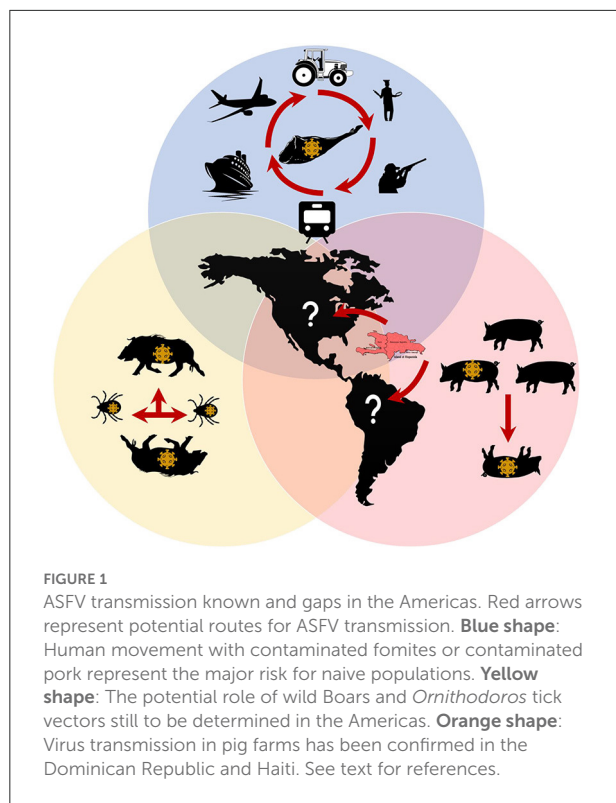 ?
?
FIGURE 1
ASFV transmission known and gaps in the Americas. Red arrows
represent potential routes for ASFV transmission. Blue shape:
Human movement with contaminated fomites or contaminated
pork represent the major risk for naive populations. Yellow
shape: The potential role of wild Boars and Ornithodoros tick
vectors still to be determined in the Americas. Orange shape:
Virus transmission in pig farms has been confirmed in the
Dominican Republic and Haiti. See text for references.